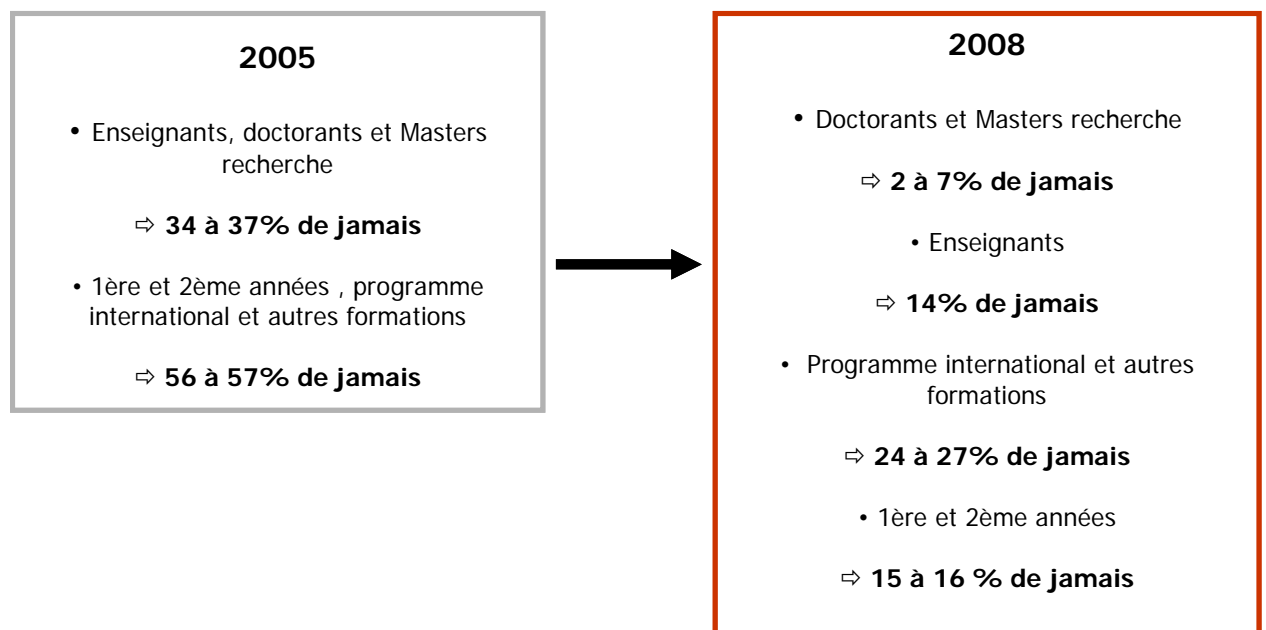 2005
• Enseignants, doctorants et Masters
recherche
⇨ 34 à 37% de jamais
• 1ère et 2ème années , programme
international et autres formations
⇨ 56 à 57% de jamais
2008
• Doctorants et Masters recherche
⇨ 2 à 7% de jamais
• Enseignants
⇨ 14% de jamais
• Programme international et autres
formations
⇨ 24 à 27% de jamais
• 1ère et 2ème années
⇨ 15 à 16 % de jamais